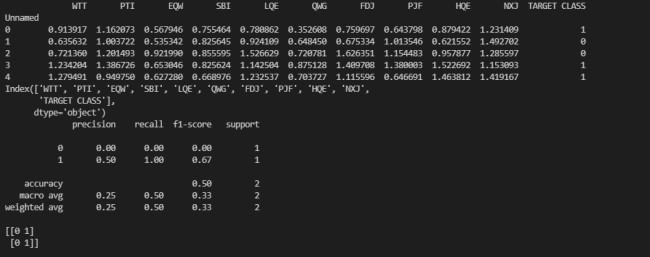 WTT PTI EQW SBI LQE QWG FDJ PJF HQE NXJ TARGET CLASS
Unnamed
0 0.913917 1.162073 0.567946 0.755464 0.780862 0.352608 0.759697 0.643798 0.879422 1.231409 1
1 0.635632 1.003722 0.535342 0.825645 0.924109 0.648450 0.675334 1.013546 0.621552 1.492702 0
2 0.721360 1.201493 0.921990 0.855595 1.526629 0.720781 1.626351 1.154483 0.957877 1.285597 0
3 1.234204 1.386726 0.653046 0.825624 1.142504 0.875128 1.409708 1.380003 1.522692 1.153093 1
4 1.279491 0.949750 0.627280 0.668976 1.232537 0.703727 1.115596 0.646691 1.463812 1.419167 1
Index(['WTT', 'PTI', 'EQW', 'SBI', 'LQE', 'QWG', 'FDJ', 'PJF', 'HQE', 'NXJ',
'TARGET CLASS'],
dtype='object')
precision recall f1-score support
0 0.00 0.00 0.00 1
1 0.50 1.00 0.67 1
accuracy 0.50 2
macro avg 0.25 0.50 0.33 2
weighted avg 0.25 0.50 0.33 2
[[0 1]
[0 1]]